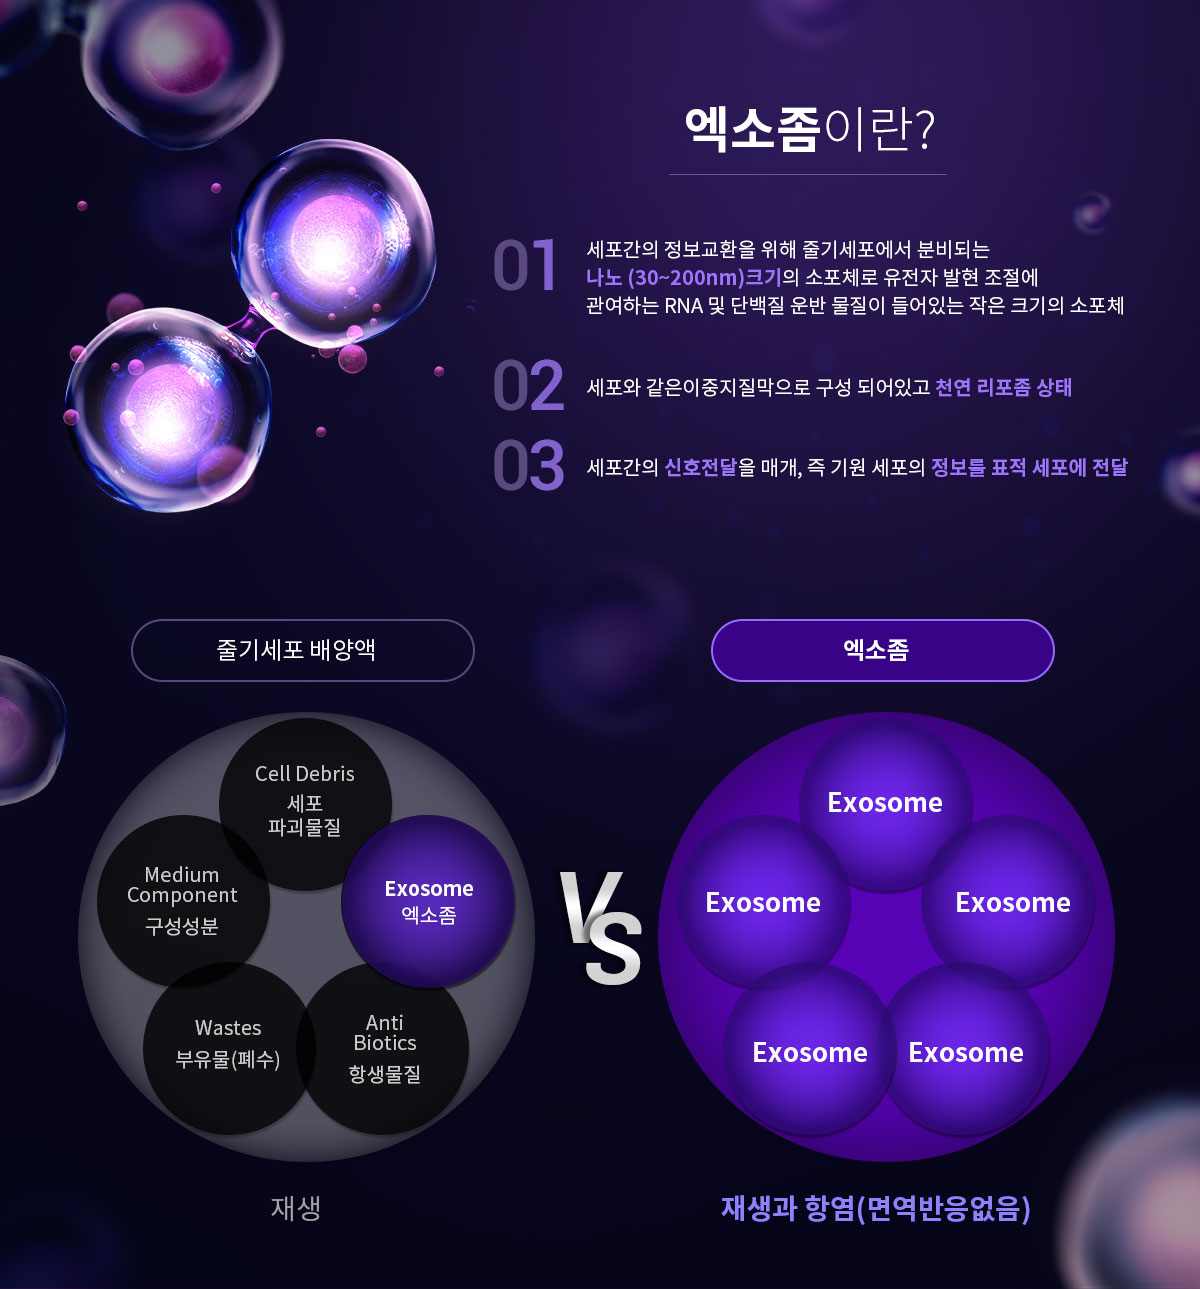 엑소좀이란?
01
세포간의 정보교환을 위해 줄기세포에서 분비되는
나노 (30~200nm)크기의 소포체로 유전자 발현 조절에
관여하는 RNA 및 단백질 운반 물질이 들어있는 작은 크기의 소포체
02
세포와 같은이중지질막으로 구성 되어있고 천연 리포좀 상태
03
세포간의 신호전달을 매개, 즉 기원 세포의 정보를 표적 세포에 전달
줄기세포 배양액
Cell Debris
세포
파괴물질
Medium
Component
구성성분
Exosome
엑소좀
Wastes
부유물(폐수)
Anti
Biotics
항생물질
재생
VS
엑소좀
Exosome
Exosome
Exosome
Exosome
Exosome
재생과 항염(면역반응없음)